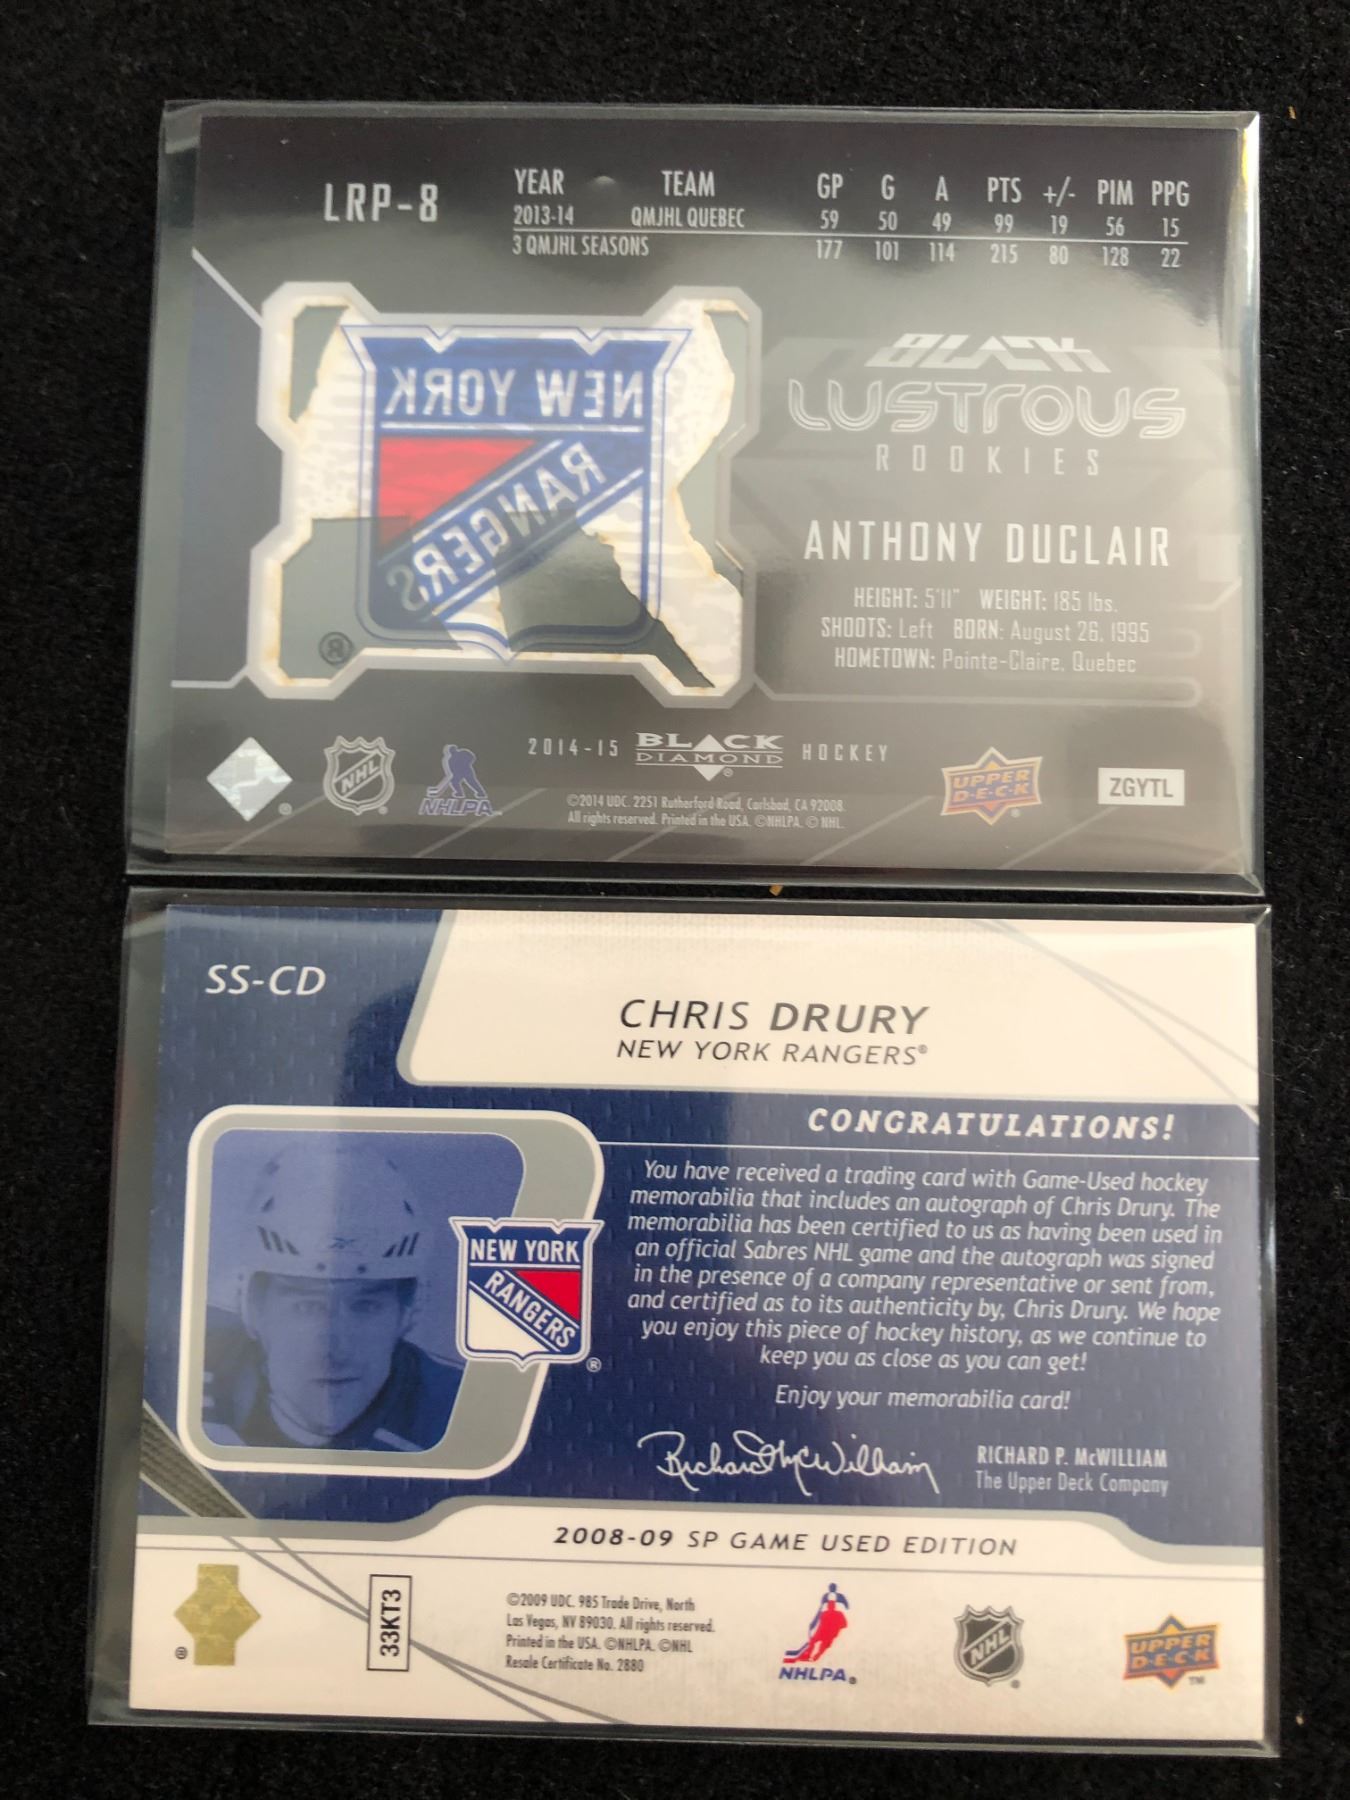 LRP-8
YEAR TEAM GP G A PTS +/- PIM PPG
2013-14 QMJHL QUEBEC 59 50 49 99 19 56 15
3 QMJHL SEASONS 177 101 114 215 80 128 22
NEW YORK
RANGERS
®
BLACK
LUSTROUS
ROOKIES
ANTHONY DUCLAIR
HEIGHT: 5'11" WEIGHT: 185 lbs.
SHOOTS: Left BORN: August 26, 1995
HOMETOWN: Pointe-Claire, Quebec
NHL
NHLPA
2014-15 BLACK DIAMOND® HOCKEY
©2014 UDC. 2251 Rutherford Road, Carlsbad, CA 92008.
All rights reserved. Printed in the USA. ©NHLPA. © NHL.
UPPER
D·E·C·K
ZGYTL
SS-CD
CHRIS DRURY
NEW YORK RANGERS®
CONGRATULATIONS!
You have received a trading card with Game-Used hockey
memorabilia that includes an autograph of Chris Drury. The
memorabilia has been certified to us as having been used in
an official Sabres NHL game and the autograph was signed
in the presence of a company representative or sent from,
and certified as to its authenticity by, Chris Drury. We hope
you enjoy this piece of hockey history, as we continue to
keep you as close as you can get!
Enjoy your memorabilia card!
NEW YORK
RANGERS
®
Richard McWilliam
RICHARD P. McWILLIAM
The Upper Deck Company
2008-09 SP GAME USED EDITION
®
33KT3
©2009 UDC. 985 Trade Drive, North
Las Vegas, NV 89030. All rights reserved.
Printed in the USA. ©NHLPA. ©NHL
Resale Certificate No. 2880
NHLPA®
NHL
UPPER
D·E·C·K
TM